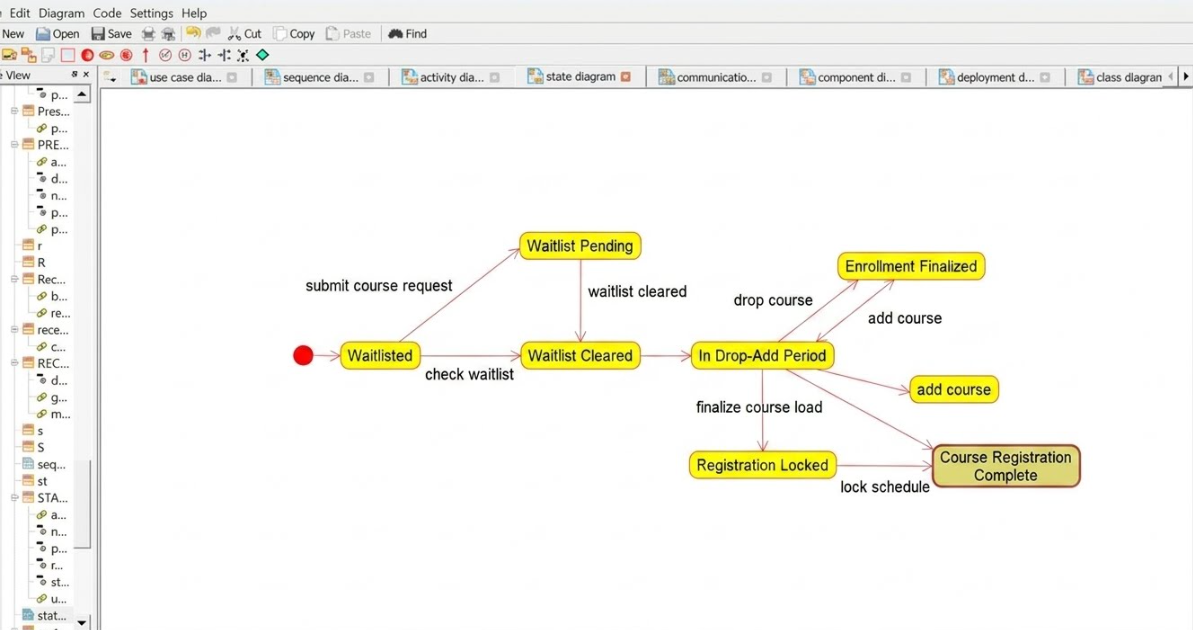 Edit Diagram Code Settings Help
New Open Save Cut Copy Paste Find
View
use case dia...
sequence dia...
activity dia...
state diagram
communicatio...
component di...
deployment d...
class diagran
p...
Pres...
p...
PRE...
a...
d...
n...
p...
p...
r
R
Rec...
b...
re...
rece...
c...
REC...
d...
g...
m...
s
S
seq...
st
STA...
a...
n...
p...
r...
st...
u...
stat...
Waitlist Pending
Enrollment Finalized
submit course request
waitlist cleared
drop course
add course
Waitlisted
Waitlist Cleared
In Drop-Add Period
check waitlist
add course
finalize course load
Registration Locked
Course Registration
Complete
lock schedule